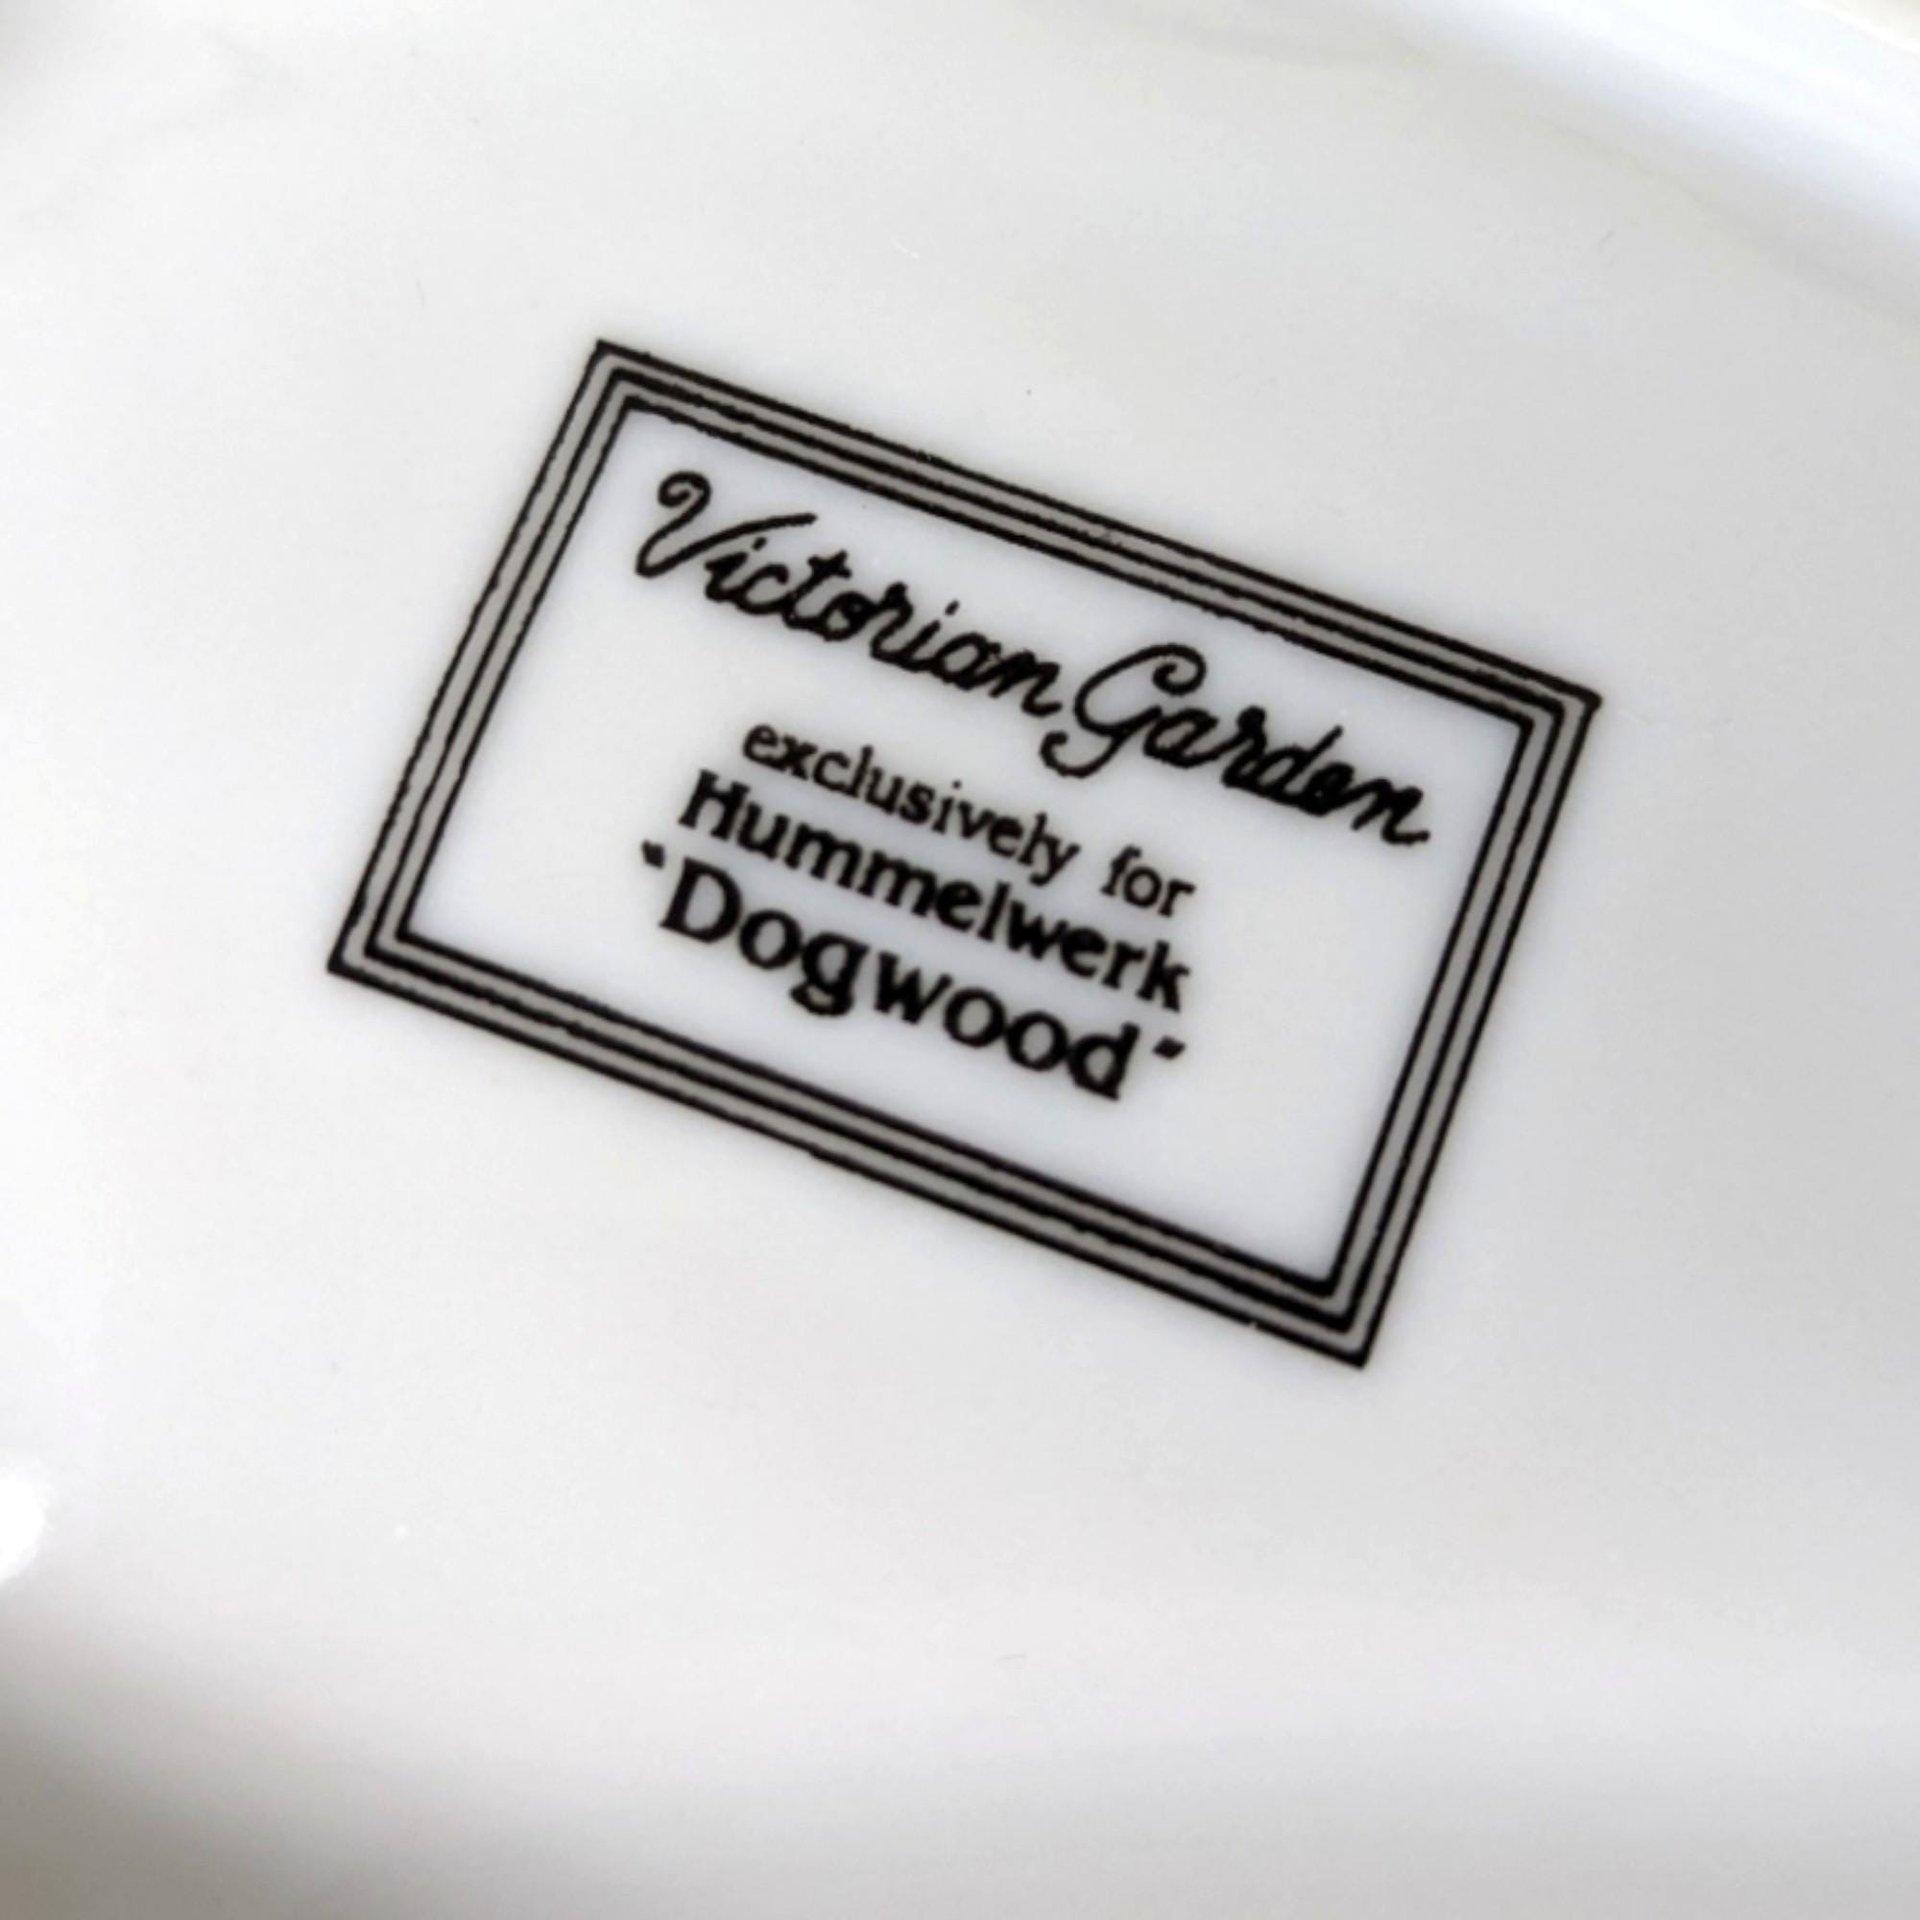 Victorian Garden
exclusively for
Hummelwerk
"Dogwood"